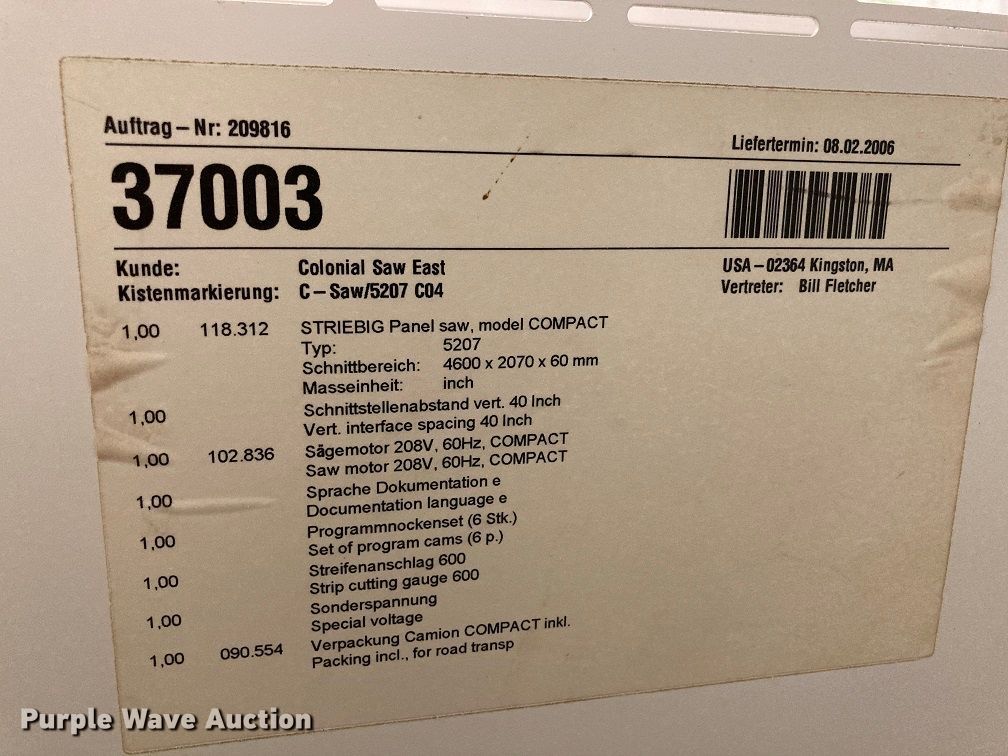 Auftrag – Nr: 209816
Liefertermin: 08.02.2006
37003
Kunde: Colonial Saw East
USA – 02364 Kingston, MA
Kistenmarkierung: C – Saw/5207 C04
Vertreter: Bill Fletcher
1,00 118.312 STRIEBIG Panel saw, model COMPACT
Typ: 5207
Schnittbereich: 4600 x 2070 x 60 mm
Masseinheit: inch
1,00 Schnittstellenabstand vert. 40 Inch
Vert. interface spacing 40 Inch
1,00 102.836 Sägemotor 208V, 60Hz, COMPACT
Saw motor 208V, 60Hz, COMPACT
1,00 Sprache Dokumentation e
Documentation language e
1,00 Programmnockenset (6 Stk.)
Set of program cams (6 p.)
1,00 Streifenanschlag 600
Strip cutting gauge 600
1,00 Sonderspannung
Special voltage
1,00 090.554 Verpackung Camion COMPACT inkl.
Packing incl., for road transp
Purple Wave Auction